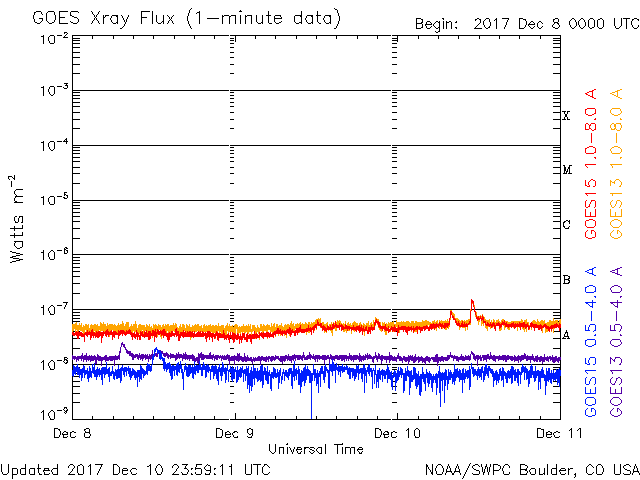 GOES Xray Flux (1-minute data)
Begin: 2017 Dec 8 0000 UTC
10⁻²
10⁻³
10⁻⁴
10⁻⁵
10⁻⁶
10⁻⁷
10⁻⁸
10⁻⁹
Watts m⁻²
X
M
C
B
A
GOES15 1.0-8.0 A
GOES13 1.0-8.0 A
GOES15 0.5-4.0 A
GOES13 0.5-4.0 A
Dec 8
Dec 9
Dec 10
Dec 11
Universal Time
Updated 2017 Dec 10 23:59:11 UTC
NOAA/SWPC Boulder, CO USA